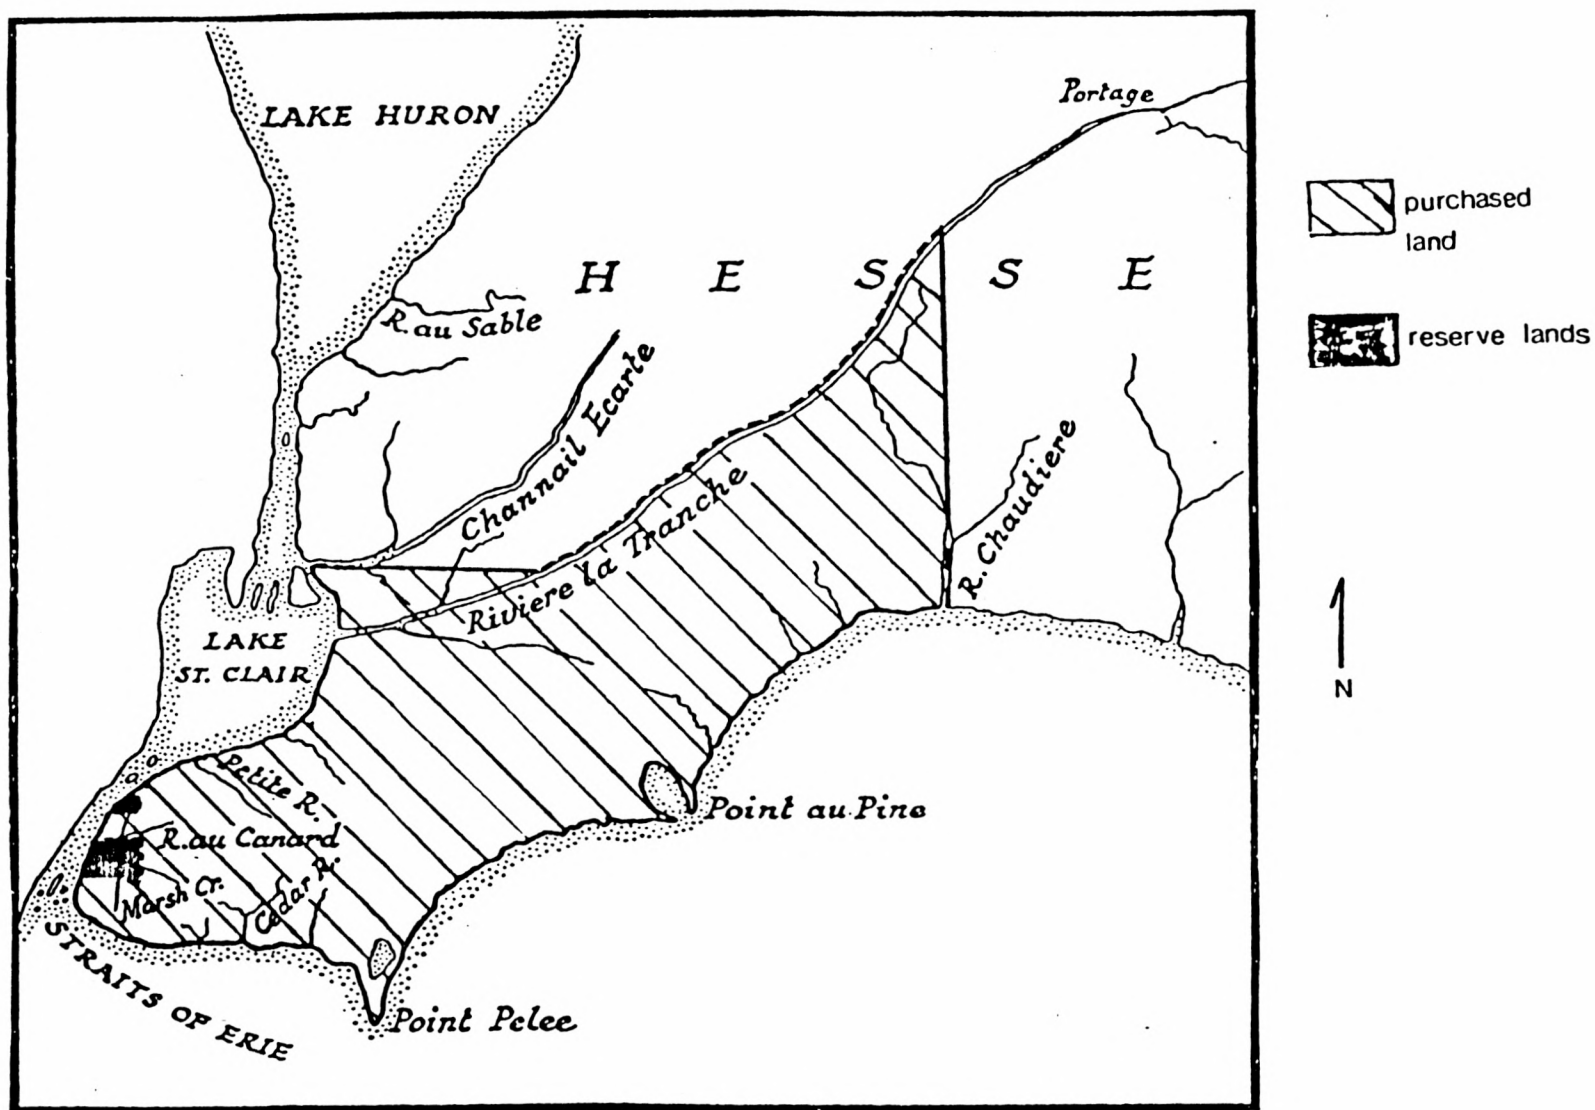 LAKE HURON
Portage
purchased
land
H E S S E
R. au Sable
reserve lands
Channail Ecarte
Riviere la Tranche
R. Chaudiere
LAKE
ST. CLAIR
N
Petite R.
Point au Pine
R. au Canard
Marsh Cr.
Cedar R.
STRAITS OF ERIE
Point Pelee